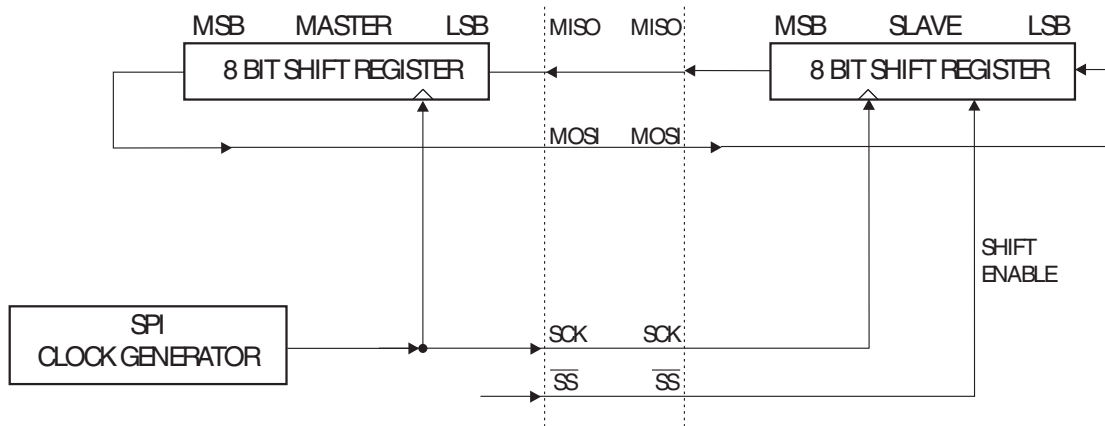 MSB MASTER LSB
MISO MISO
MSB SLAVE LSB
8 BIT SHIFT REGISTER
8 BIT SHIFT REGISTER
MOSI MOSI
SHIFT
ENABLE
SPI
CLOCK GENERATOR
SCK SCK
SS SS